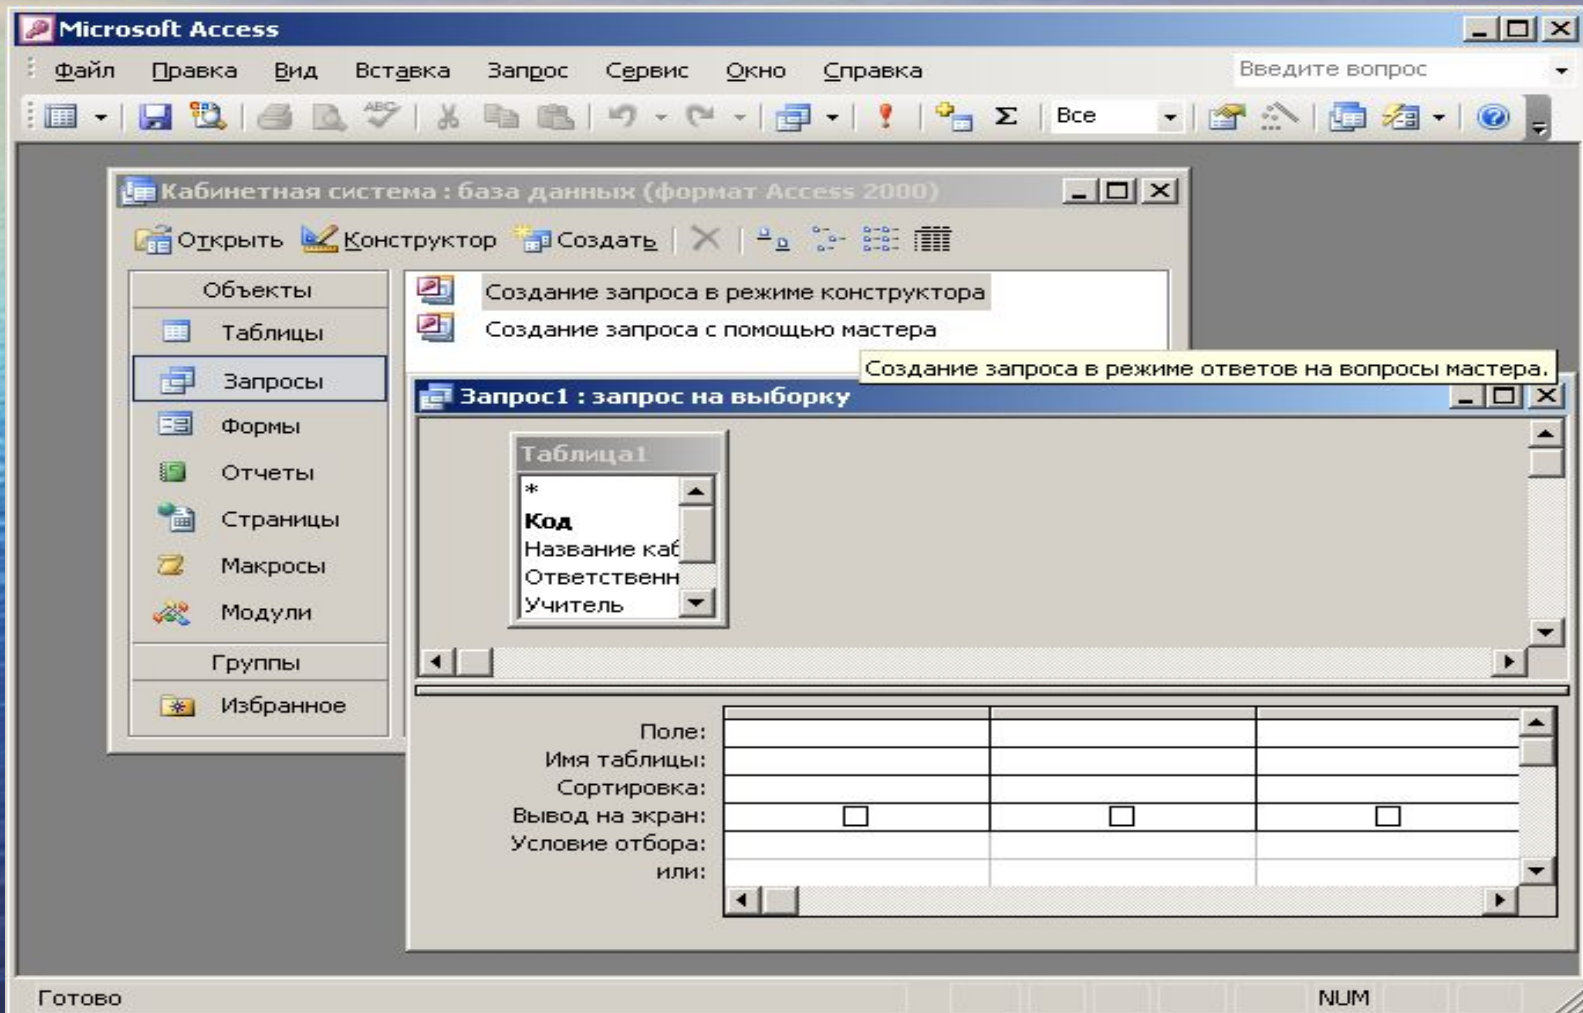 Microsoft Access
Файл Правка Вид Вставка Запрос Сервис Окно Справка Введите вопрос
ABC Σ Все
Кабинетная система : база данных (формат Access 2000)
Открыть Конструктор Создать
Объекты
Таблицы
Запросы
Формы
Отчеты
Страницы
Макросы
Модули
Группы
Избранное
Создание запроса в режиме конструктора
Создание запроса с помощью мастера
Создание запроса в режиме ответов на вопросы мастера.
Запрос1 : запрос на выборку
Таблица1
*
Код
Название каб
Ответственн
Учитель
Поле:
Имя таблицы:
Сортировка:
Вывод на экран:
Условие отбора:
или:
Готово NUM